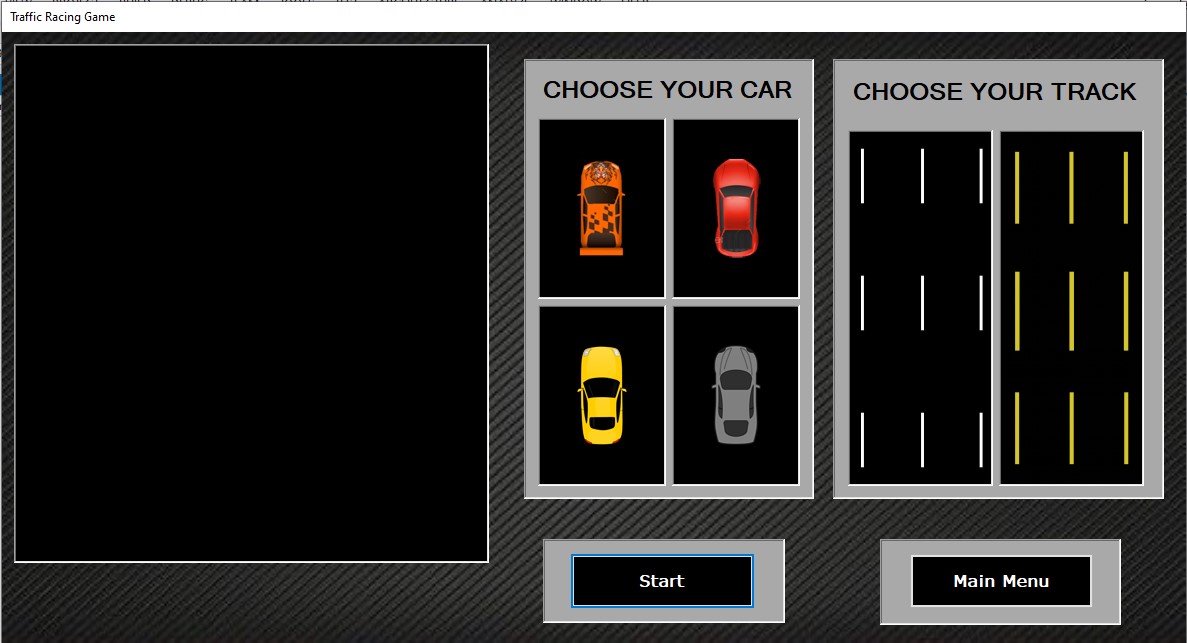 Traffic Racing Game
CHOOSE YOUR CAR
CHOOSE YOUR TRACK
Start
Main Menu